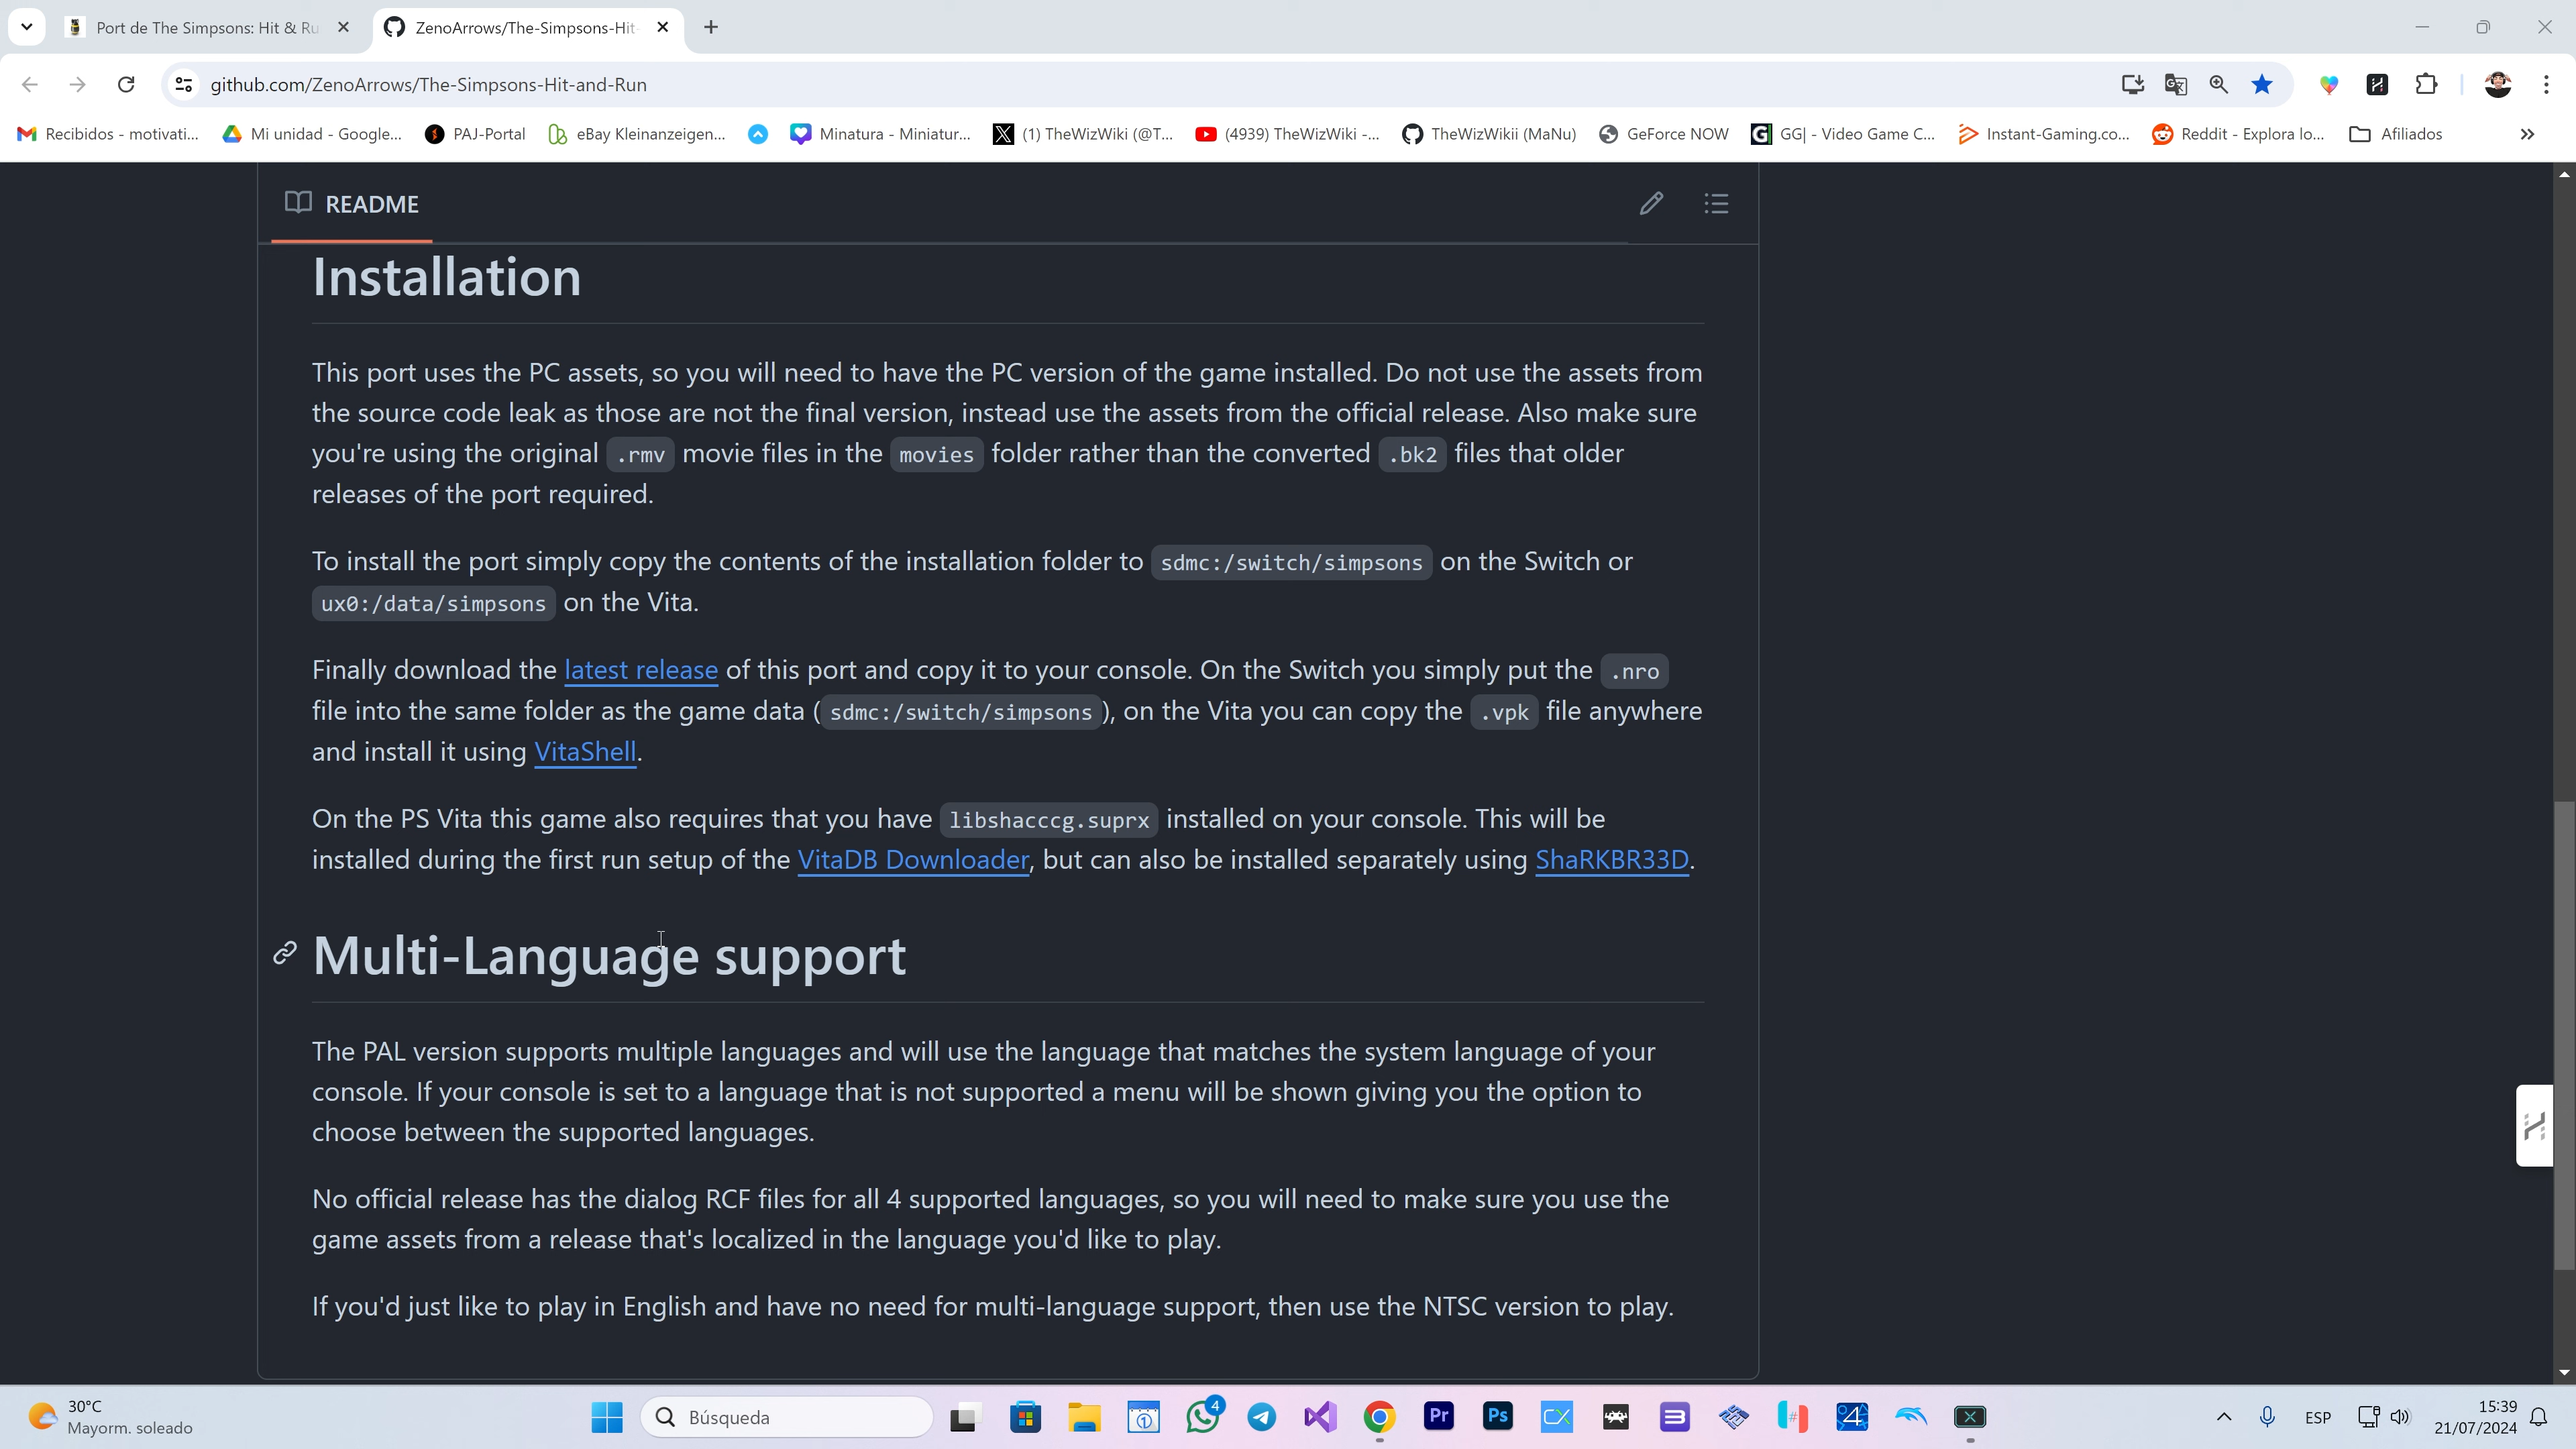 Port de The Simpsons: Hit & Ru
ZenoArrows/The-Simpsons-Hit-
github.com/ZenoArrows/The-Simpsons-Hit-and-Run
Recibidos - motivati... Mi unidad - Google... PAJ-Portal eBay Kleinanzeigen... Minatura - Miniatur... (1) TheWizWiki (@T... (4939) TheWizWiki -... TheWizWikii (MaNu) GeForce NOW GG| - Video Game C... Instant-Gaming.co... Reddit - Explora lo... Afiliados
README
Installation
This port uses the PC assets, so you will need to have the PC version of the game installed. Do not use the assets from
the source code leak as those are not the final version, instead use the assets from the official release. Also make sure
you're using the original .rmv movie files in the movies folder rather than the converted .bk2 files that older
releases of the port required.
To install the port simply copy the contents of the installation folder to sdmc:/switch/simpsons on the Switch or
ux0:/data/simpsons on the Vita.
Finally download the latest release of this port and copy it to your console. On the Switch you simply put the .nro
file into the same folder as the game data ( sdmc:/switch/simpsons ), on the Vita you can copy the .vpk file anywhere
and install it using VitaShell.
On the PS Vita this game also requires that you have libshacccg.suprx installed on your console. This will be
installed during the first run setup of the VitaDB Downloader, but can also be installed separately using ShaRKBR33D.
Multi-Language support
The PAL version supports multiple languages and will use the language that matches the system language of your
console. If your console is set to a language that is not supported a menu will be shown giving you the option to
choose between the supported languages.
No official release has the dialog RCF files for all 4 supported languages, so you will need to make sure you use the
game assets from a release that's localized in the language you'd like to play.
If you'd just like to play in English and have no need for multi-language support, then use the NTSC version to play.
30°C
Mayorm. soleado
Búsqueda
4
Pr
Ps
ESP
15:39
21/07/2024